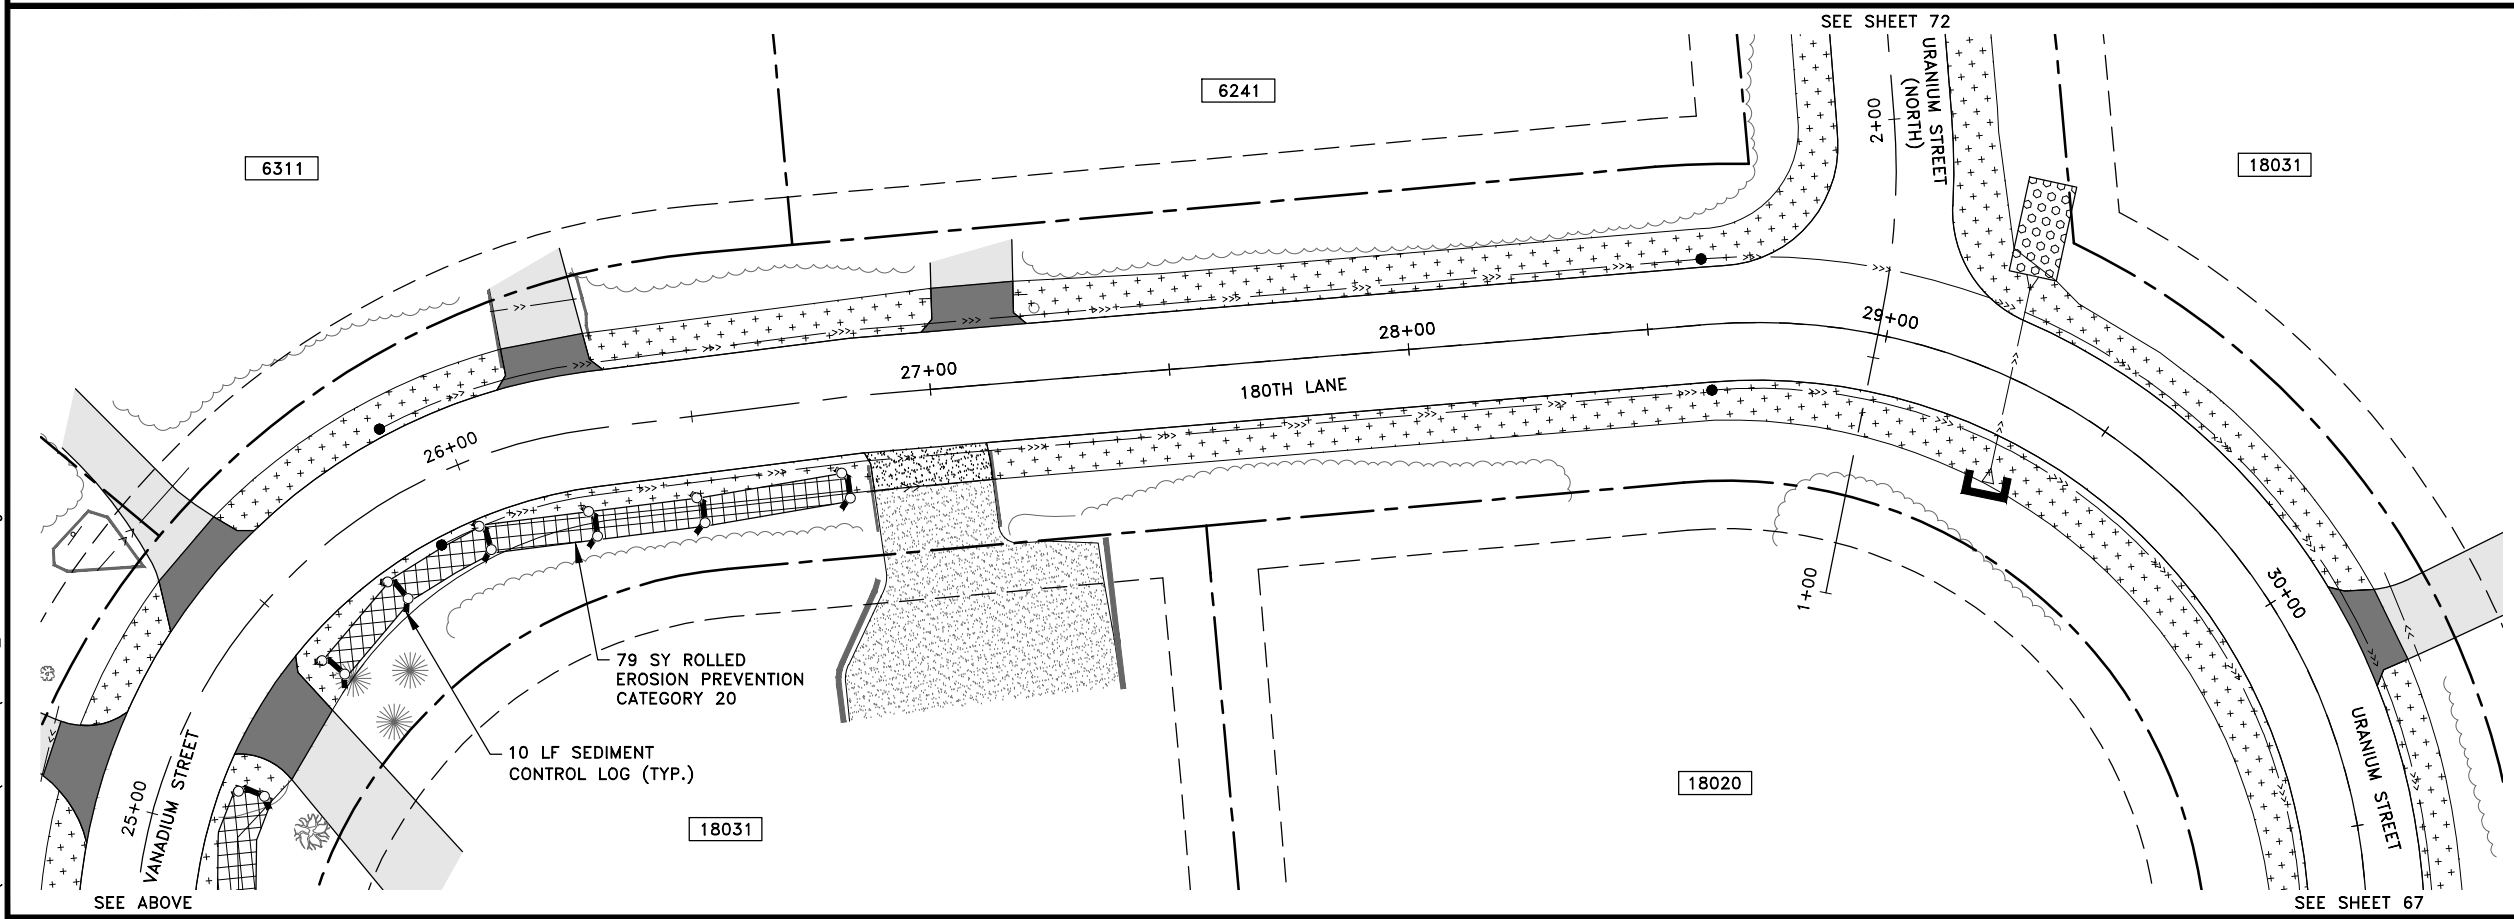 SEE SHEET 72
URANIUM STREET
(NORTH)
2+00
6241
6311
18031
29+00
28+00
27+00
180TH LANE
26+00
30+00
1+00
79 SY ROLLED
EROSION PREVENTION
CATEGORY 20
10 LF SEDIMENT
CONTROL LOG (TYP.)
18020
18031
25+00
VANADIUM STREET
URANIUM STREET
SEE ABOVE
SEE SHEET 67